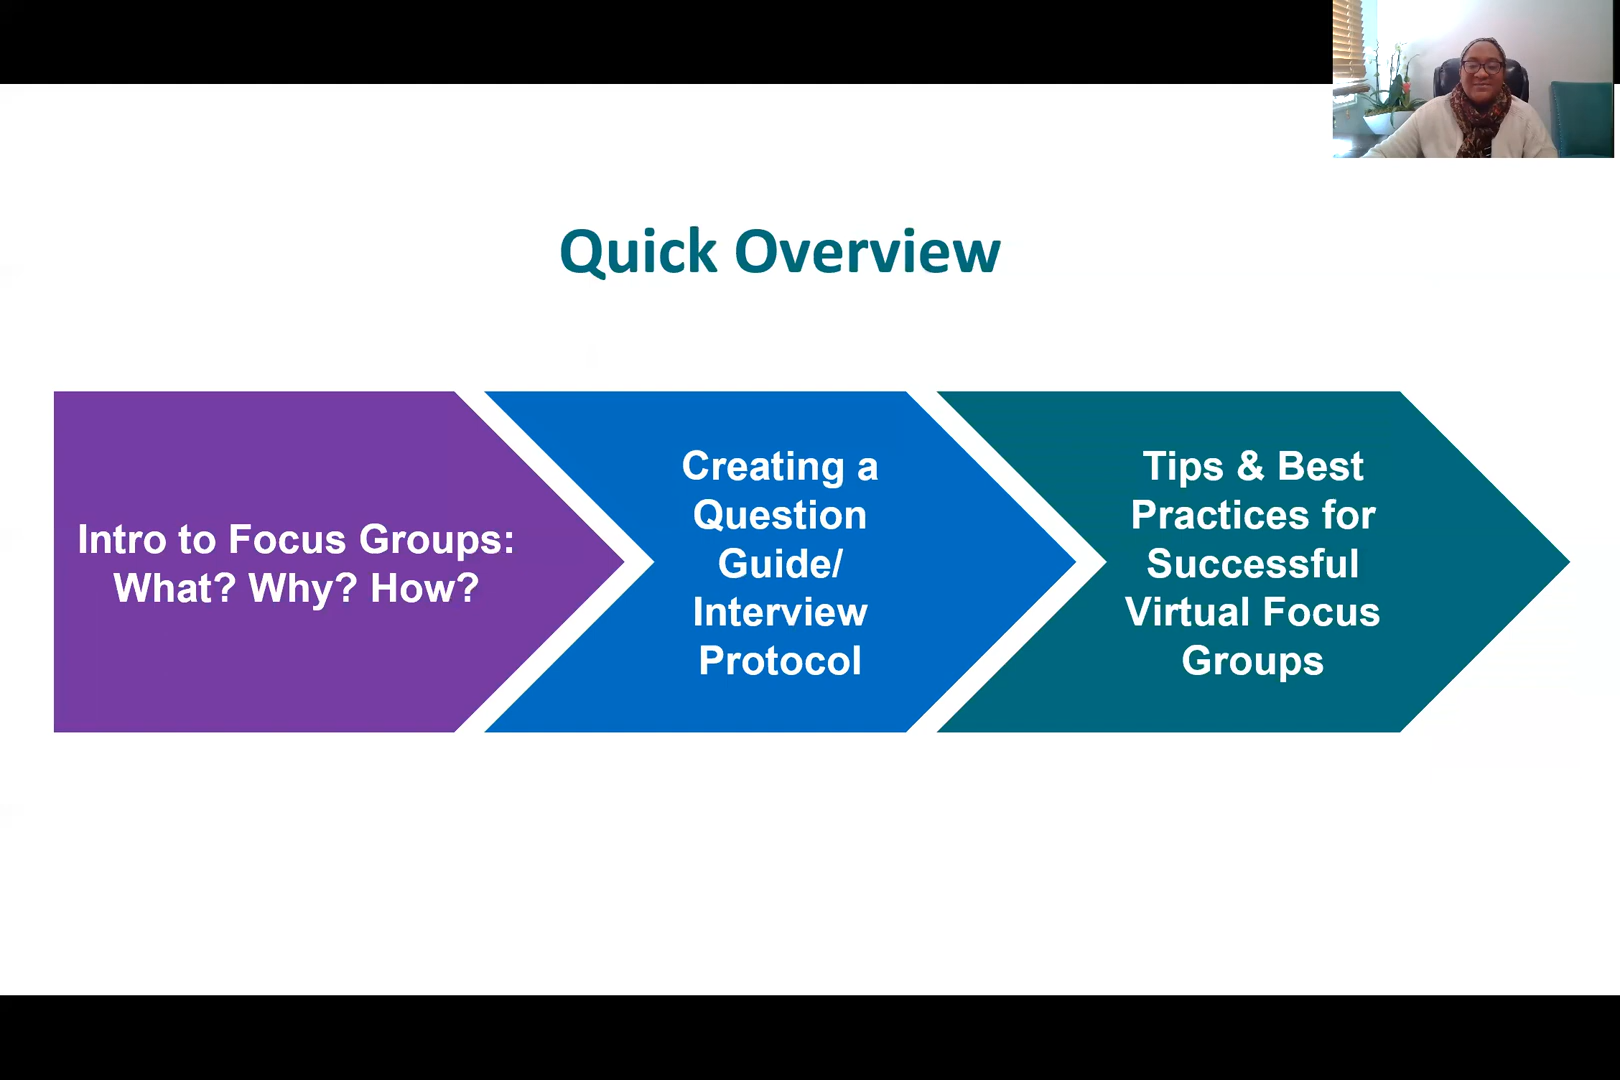 Quick Overview
Intro to Focus Groups:
What? Why? How?
Creating a
Question
Guide/
Interview
Protocol
Tips & Best
Practices for
Successful
Virtual Focus
Groups